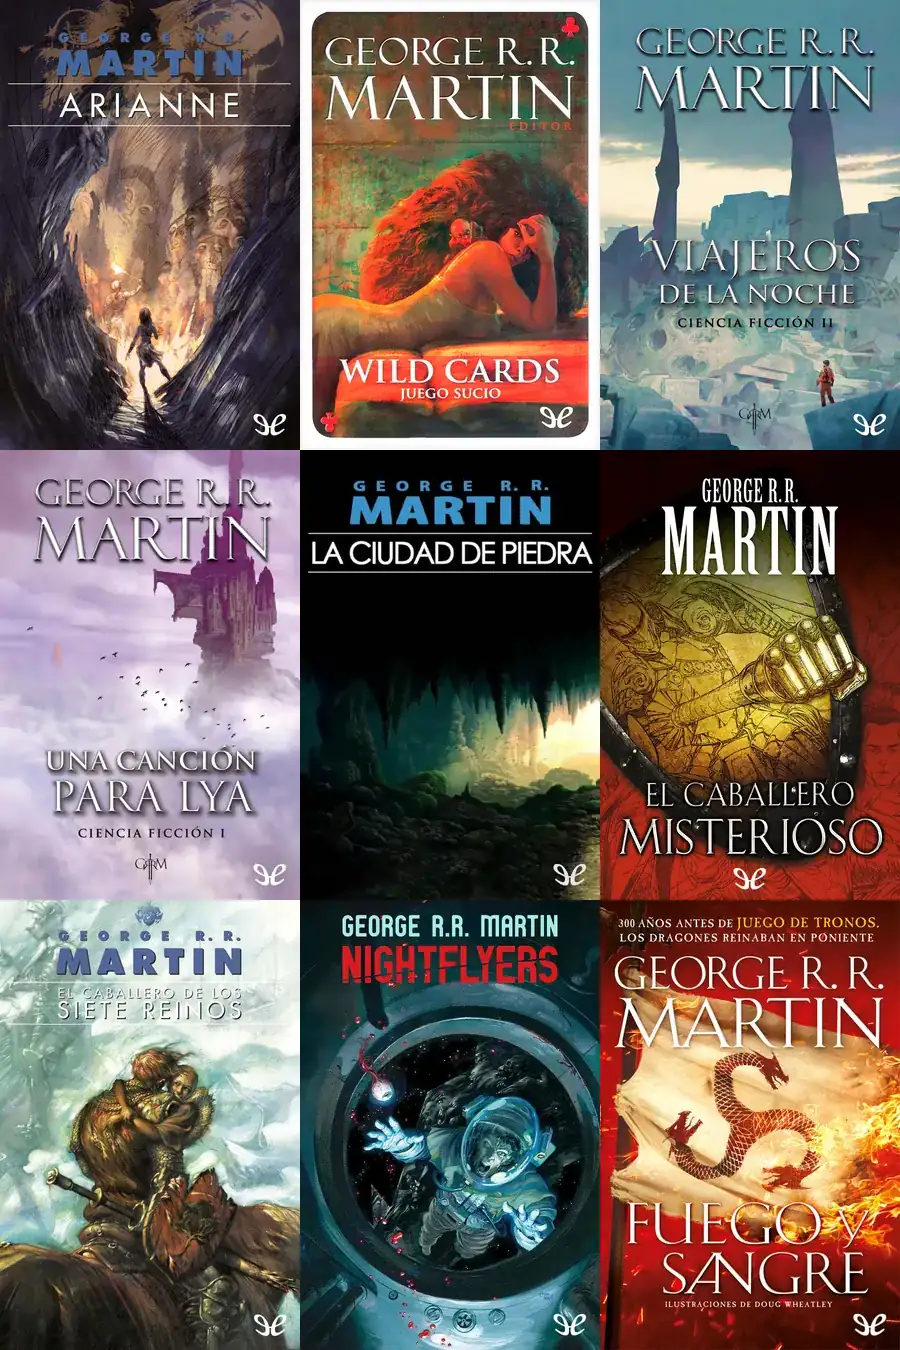 GEORGE R. R.
MARTIN
ARIANNE
GEORGE R. R.
MARTIN
EDITOR
WILD CARDS
JUEGO SUCIO
GEORGE R. R.
MARTIN
VIAJEROS
DE LA NOCHE
CIENCIA FICCIÓN II
GRRM
GEORGE R. R.
MARTIN
UNA CANCIÓN
PARA LYA
CIENCIA FICCIÓN I
GRRM
GEORGE R. R.
MARTIN
LA CIUDAD DE PIEDRA
GEORGE R. R.
MARTIN
EL CABALLERO
MISTERIOSO
GEORGE R. R.
MARTIN
EL CABALLERO DE LOS
SIETE REINOS
GEORGE R.R. MARTIN
NIGHTFLYERS
300 AÑOS ANTES DE JUEGO DE TRONOS,
LOS DRAGONES REINABAN EN PONIENTE
GEORGE R. R.
MARTIN
FUEGO y
SANGRE
ILUSTRACIONES DE DOUG WHEATLEY